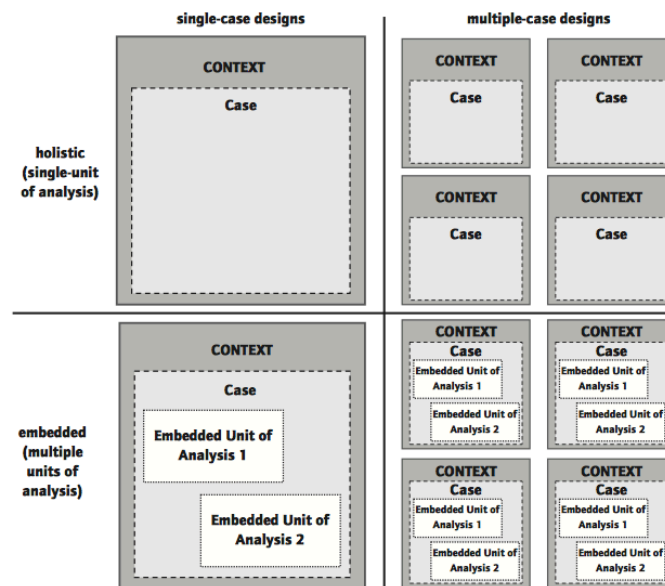 single-case designs
multiple-case designs
holistic
(single-unit
of analysis)
CONTEXT
Case
CONTEXT
Case
CONTEXT
Case
CONTEXT
Case
CONTEXT
Case
embedded
(multiple
units of
analysis)
CONTEXT
Case
Embedded Unit of
Analysis 1
Embedded Unit of
Analysis 2
CONTEXT
Case
Embedded Unit of
Analysis 1
Embedded Unit of
Analysis 2
CONTEXT
Case
Embedded Unit of
Analysis 1
Embedded Unit of
Analysis 2
CONTEXT
Case
Embedded Unit of
Analysis 1
Embedded Unit of
Analysis 2
CONTEXT
Case
Embedded Unit of
Analysis 1
Embedded Unit of
Analysis 2